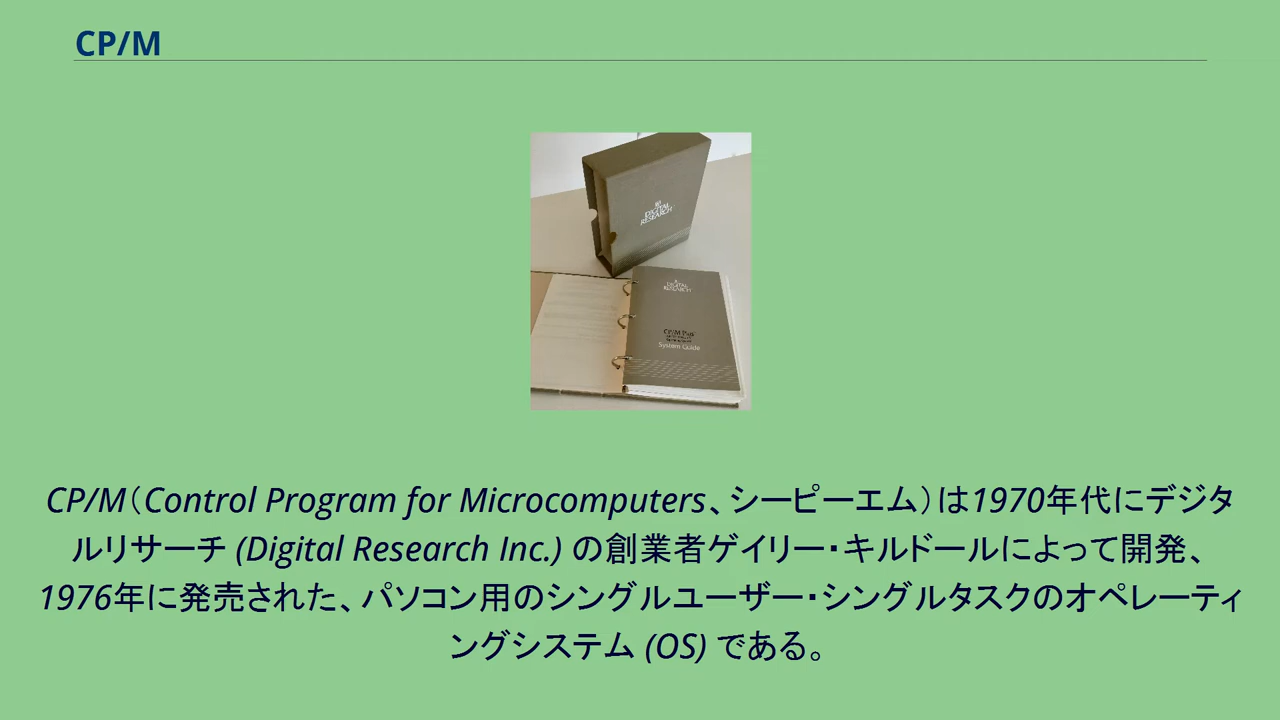 CP/M
DIGITAL
RESEARCH
DIGITAL
RESEARCH
System Guide
CP/M（Control Program for Microcomputers、シーピーエム）は1970年代にデジタ
ルリサーチ (Digital Research Inc.) の創業者ゲイリー・キルドールによって開発、
1976年に発売された、パソコン用のシングルユーザー・シングルタスクのオペレーティ
ングシステム (OS) である。